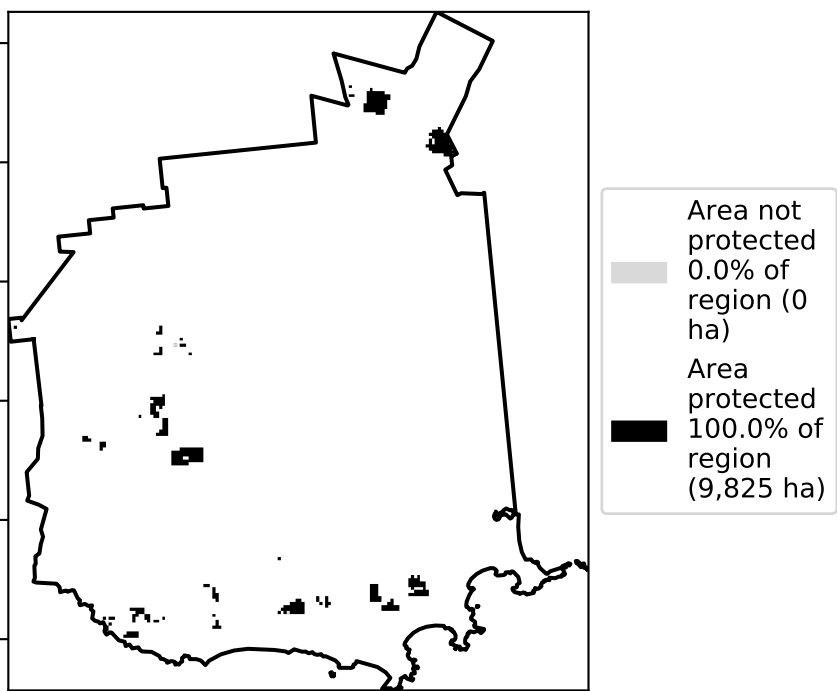 Area not
protected
0.0% of
region (0
ha)
Area
protected
100.0% of
region
(9,825 ha)